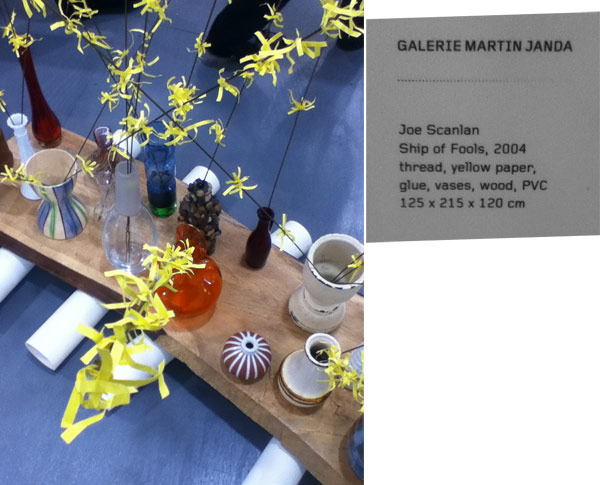 GALERIE MARTIN JANDA
Joe Scanlan
Ship of Fools, 2004
thread, yellow paper,
glue, vases, wood, PVC
125 x 215 x 120 cm